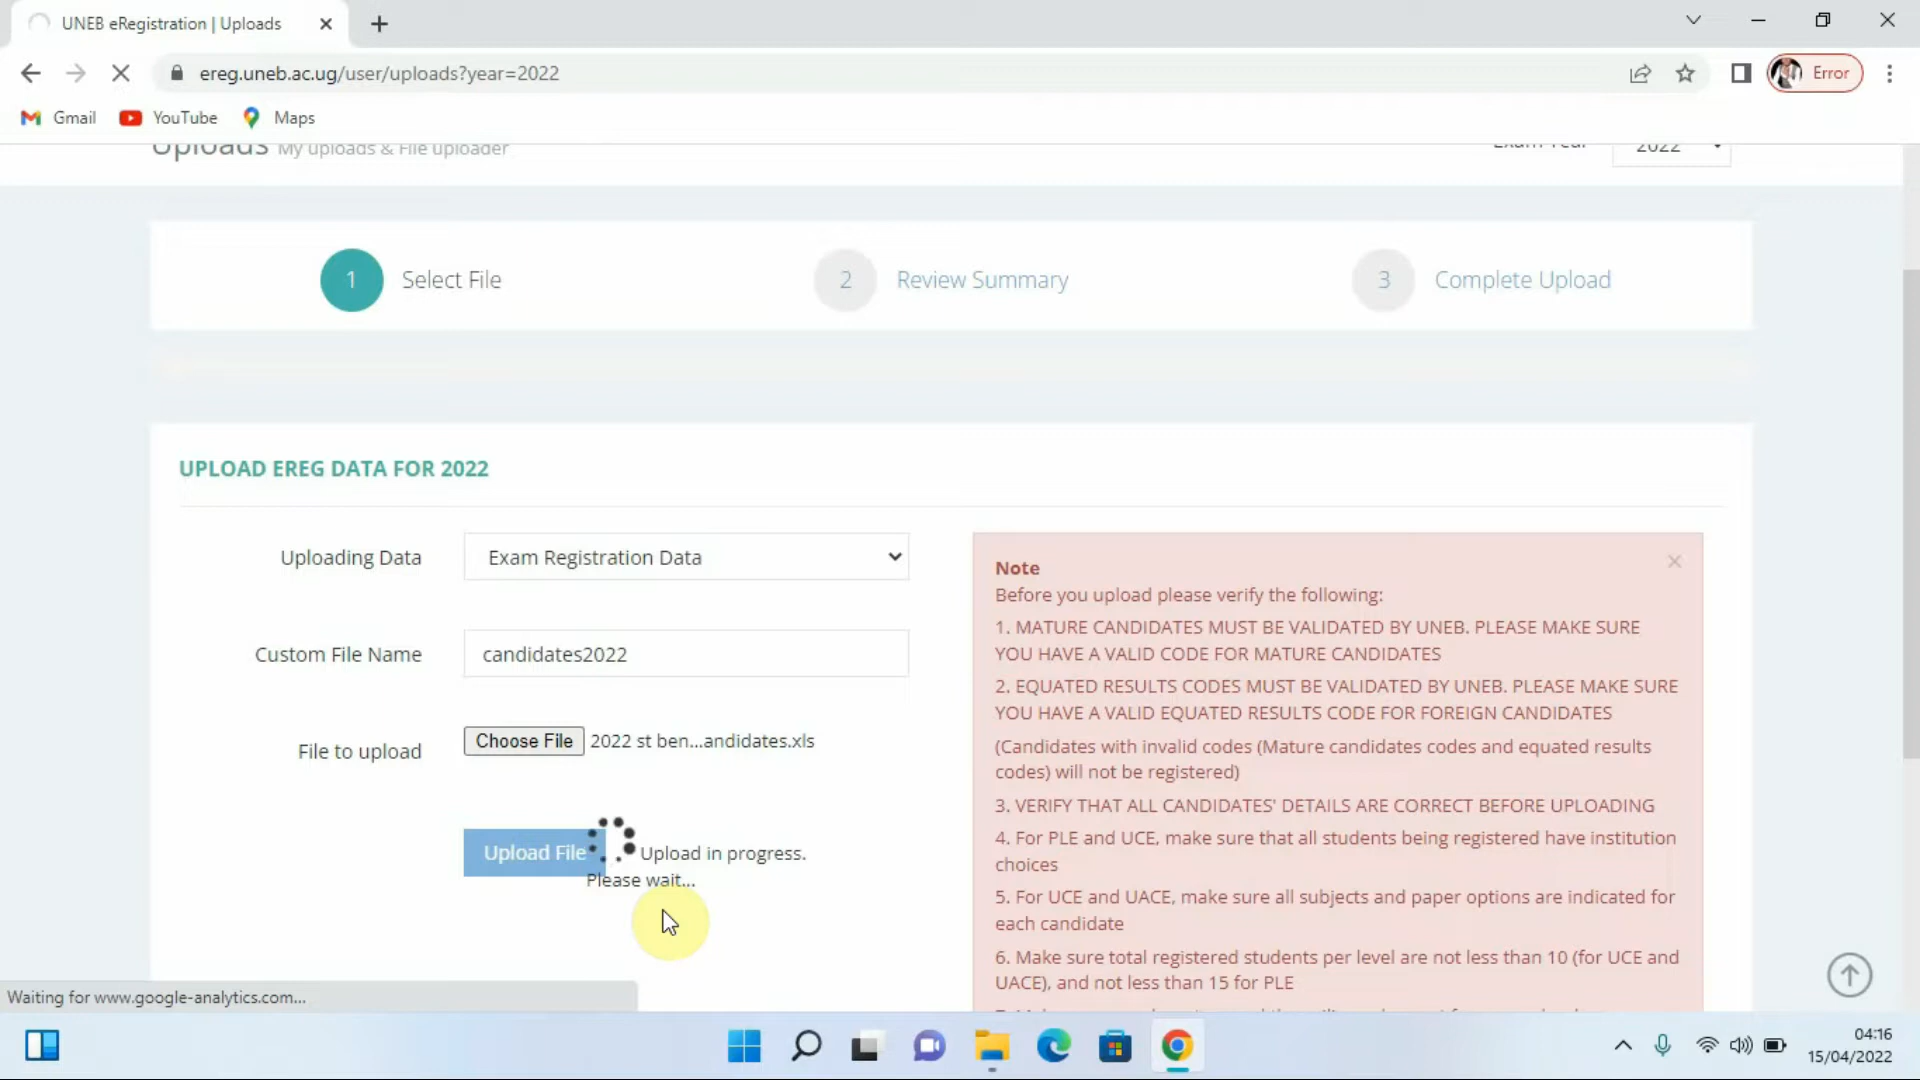 UNEB eRegistration | Uploads
ereg.uneb.ac.ug/user/uploads?year=2022
Error
Gmail
YouTube
Maps
Uploads My uploads & File uploader
Exam Year
2022
1
Select File
2
Review Summary
3
Complete Upload
UPLOAD EREG DATA FOR 2022
Uploading Data
Exam Registration Data
Custom File Name
candidates2022
File to upload
Choose File
2022 st ben...andidates.xls
Upload File
Upload in progress.
Please wait...
Note
Before you upload please verify the following:
1. MATURE CANDIDATES MUST BE VALIDATED BY UNEB. PLEASE MAKE SURE
YOU HAVE A VALID CODE FOR MATURE CANDIDATES
2. EQUATED RESULTS CODES MUST BE VALIDATED BY UNEB. PLEASE MAKE SURE
YOU HAVE A VALID EQUATED RESULTS CODE FOR FOREIGN CANDIDATES
(Candidates with invalid codes (Mature candidates codes and equated results
codes) will not be registered)
3. VERIFY THAT ALL CANDIDATES' DETAILS ARE CORRECT BEFORE UPLOADING
4. For PLE and UCE, make sure that all students being registered have institution
choices
5. For UCE and UACE, make sure all subjects and paper options are indicated for
each candidate
6. Make sure total registered students per level are not less than 10 (for UCE and
UACE), and not less than 15 for PLE
Waiting for www.google-analytics.com...
04:16
15/04/2022